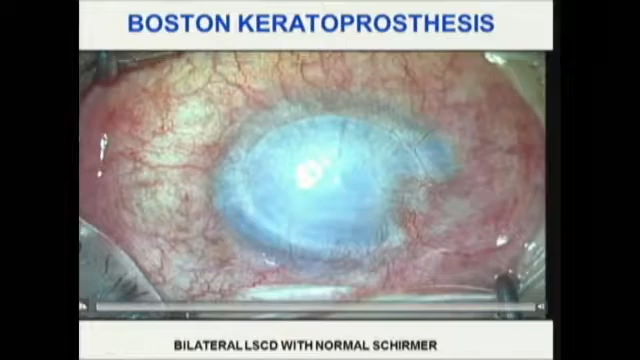 BOSTON KERATOPROSTHESIS
BILATERAL LSCD WITH NORMAL SCHIRMER